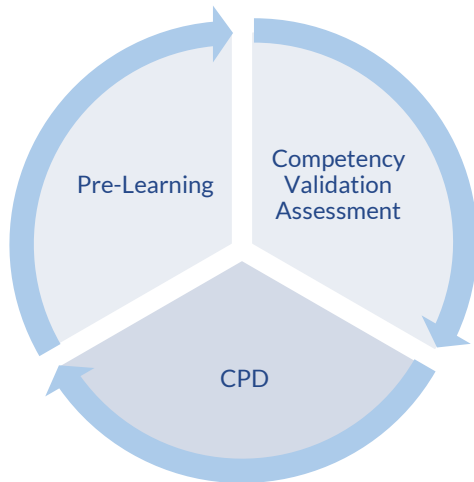 Pre-Learning
Competency
Validation
Assessment
CPD